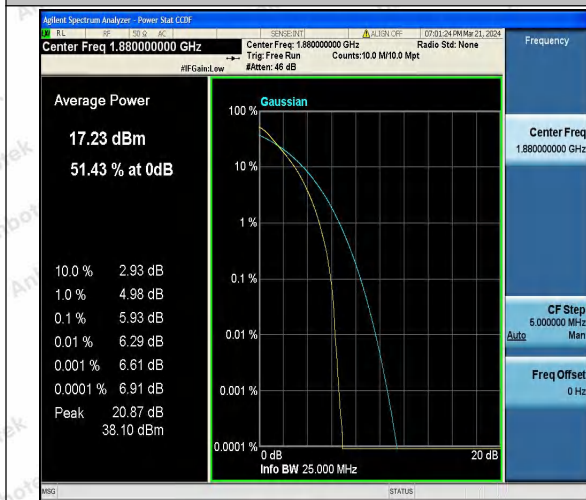 Agilent Spectrum Analyzer - Power Stat CCDF
RL RF 50 Ω AC SENSE:INT ALIGN OFF 07:01:24 PM Mar 21, 2024
Center Freq 1.880000000 GHz
Center Freq: 1.880000000 GHz Radio Std: None
Trig: Free Run Counts:10.0 M/10.0 Mpt
#IFGain:Low #Atten: 46 dB
Frequency
Average Power
17.23 dBm
51.43 % at 0dB
10.0 % 2.93 dB
1.0 % 4.98 dB
0.1 % 5.93 dB
0.01 % 6.29 dB
0.001 % 6.61 dB
0.0001 % 6.91 dB
Peak 20.87 dB
38.10 dBm
Gaussian
100 %
10 %
1 %
0.1 %
0.01 %
0.001 %
0.0001 %
0 dB 20 dB
Info BW 25.000 MHz
Center Freq
1.880000000 GHz
CF Step
5.000000 MHz
Auto Man
Freq Offset
0 Hz
MSG STATUS